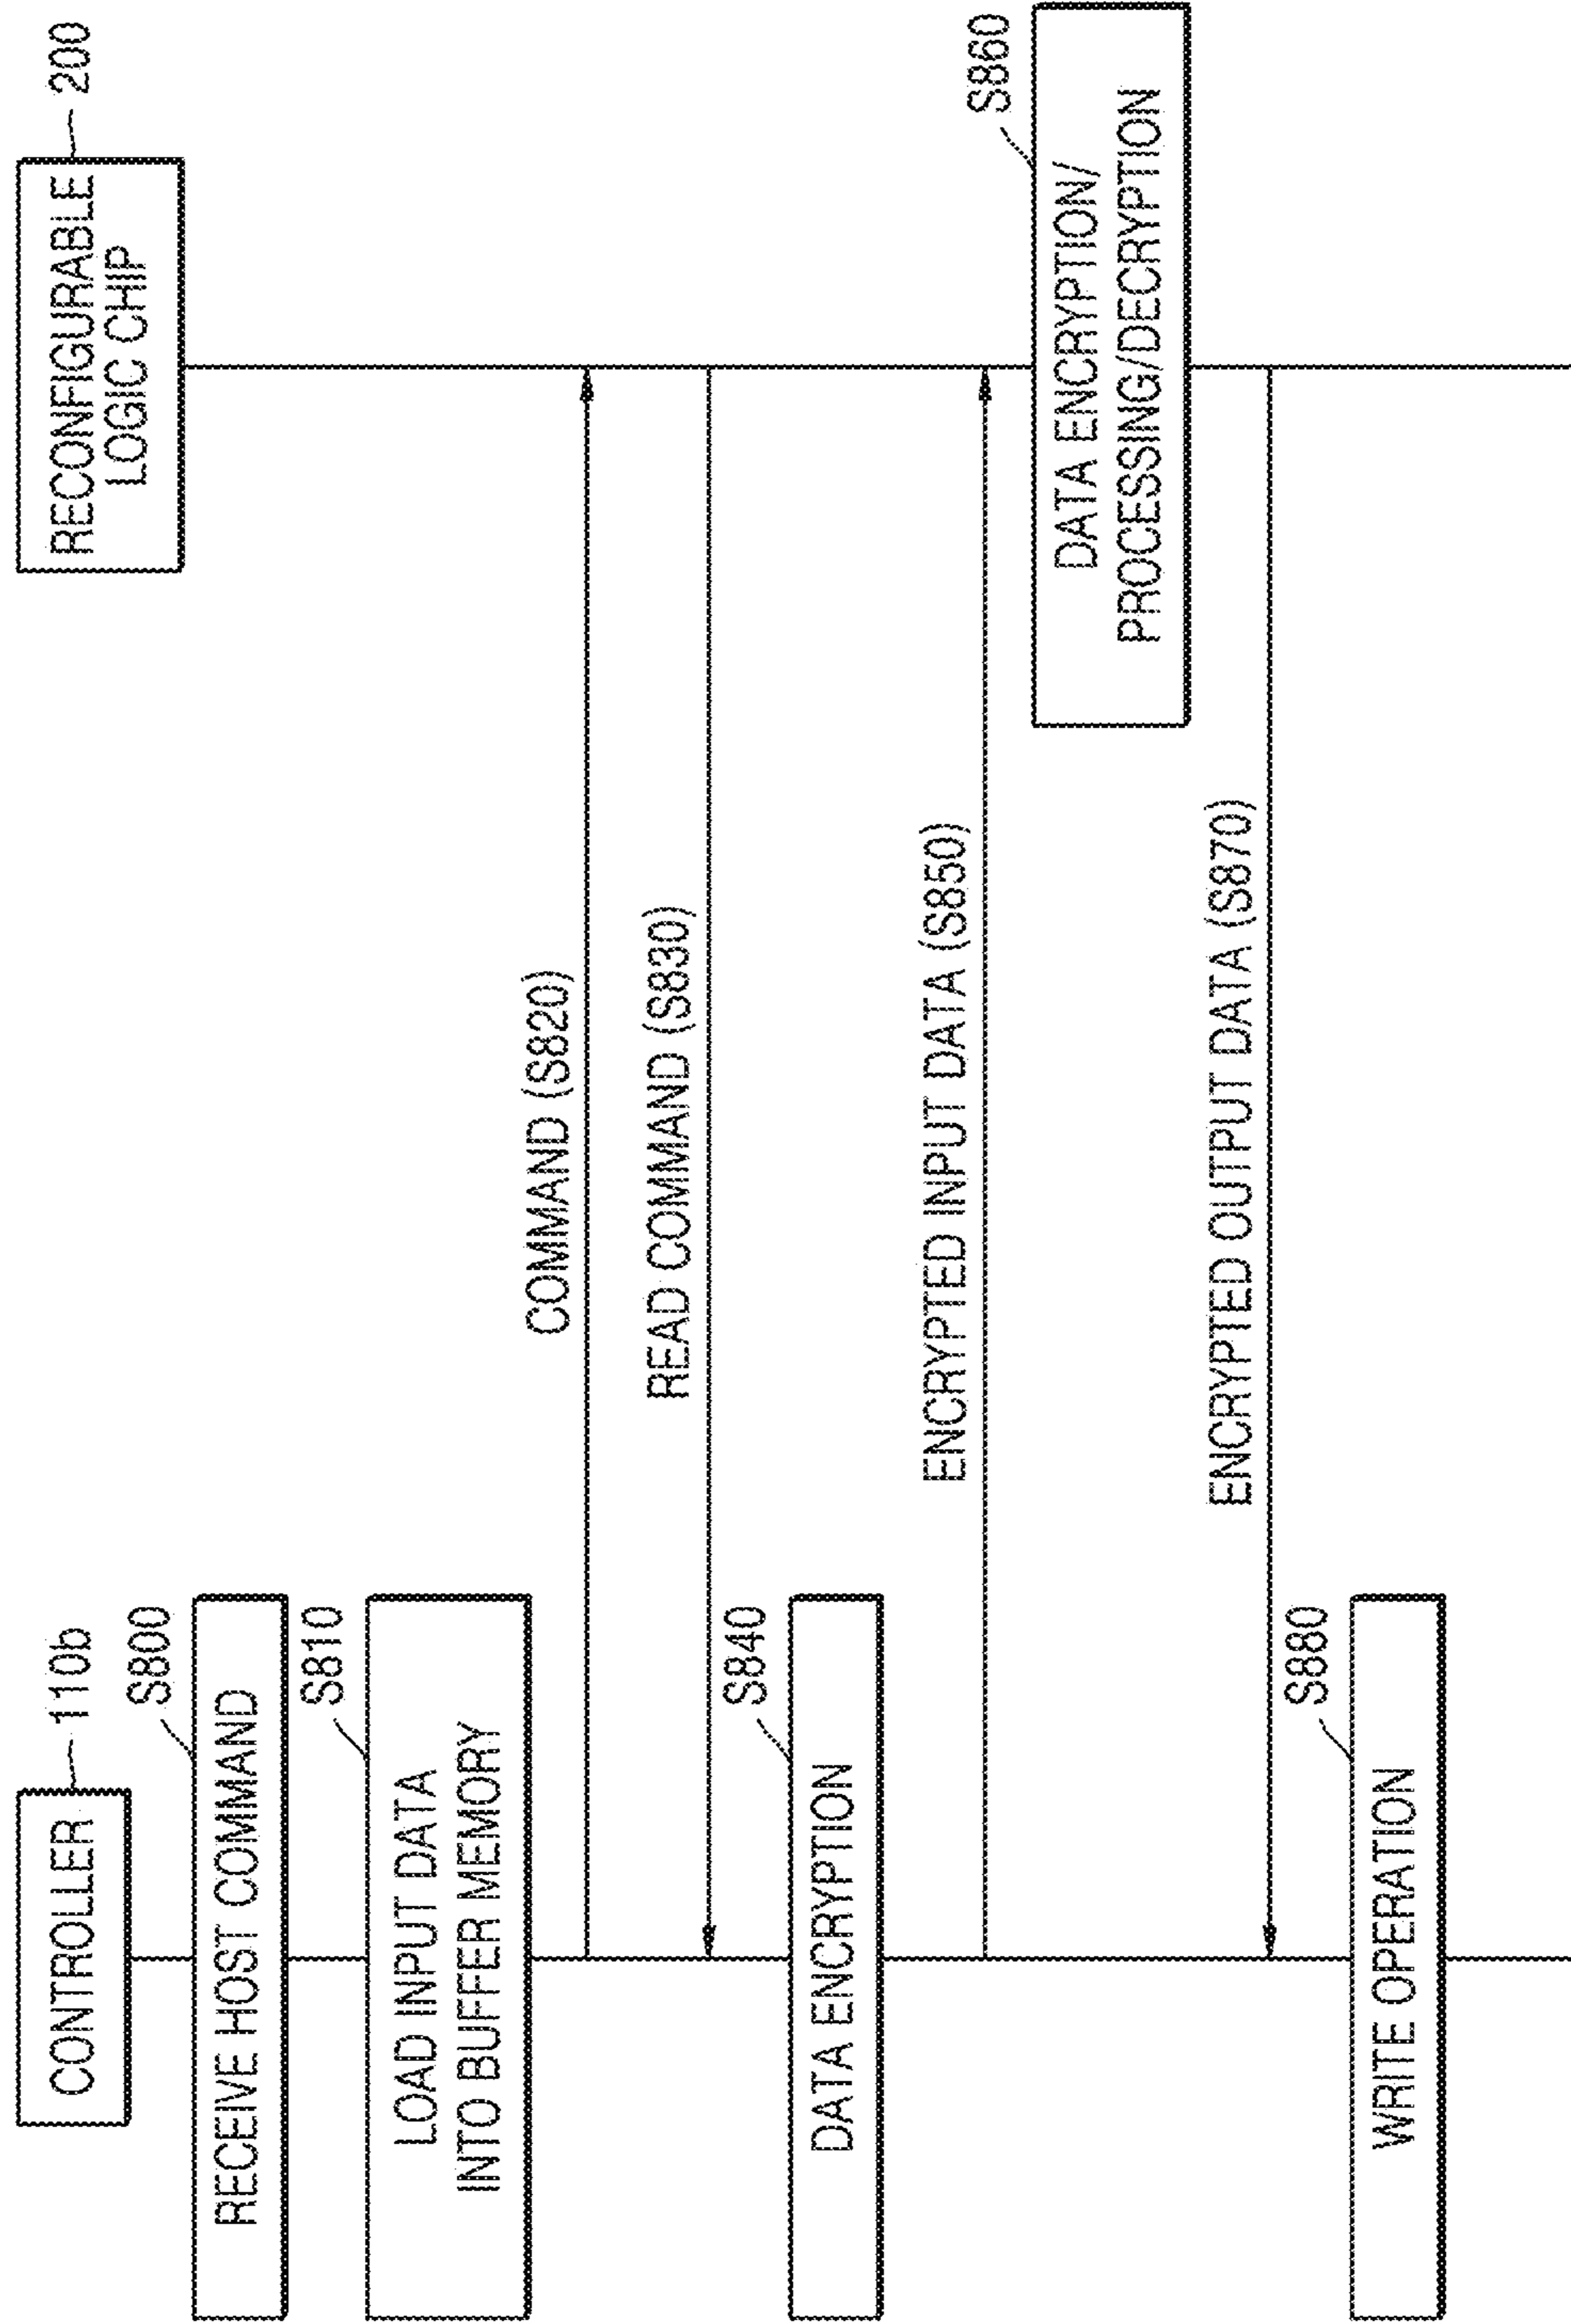 CONTROLLER
110b
RECONFIGURABLE
LOGIC CHIP
200
S800
RECEIVE HOST COMMAND
S810
LOAD INPUT DATA
INTO BUFFER MEMORY
COMMAND (S820)
READ COMMAND (S830)
S840
DATA ENCRYPTION
ENCRYPTED INPUT DATA (S850)
S860
DATA ENCRYPTION/
PROCESSING/DECRYPTION
ENCRYPTED OUTPUT DATA (S870)
S880
WRITE OPERATION